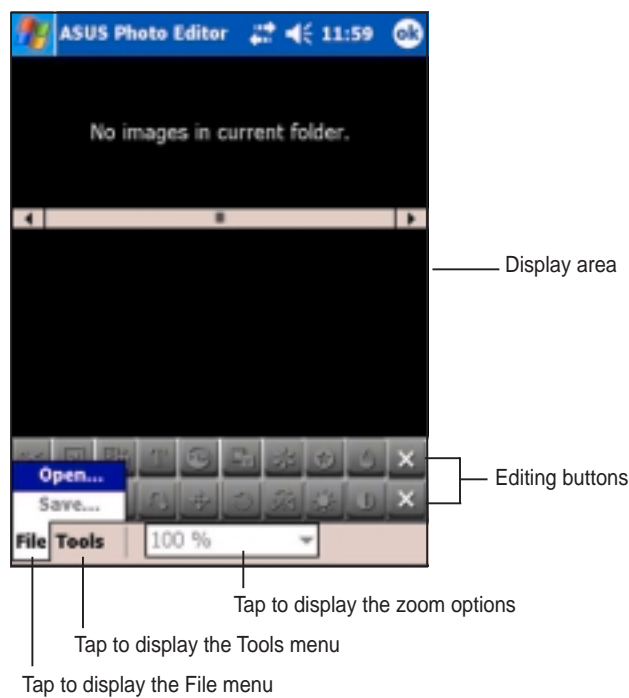 ASUS Photo Editor 11:59 ok
No images in current folder.
Display area
Open...
Editing buttons
Save...
File Tools 100 %
Tap to display the zoom options
Tap to display the Tools menu
Tap to display the File menu